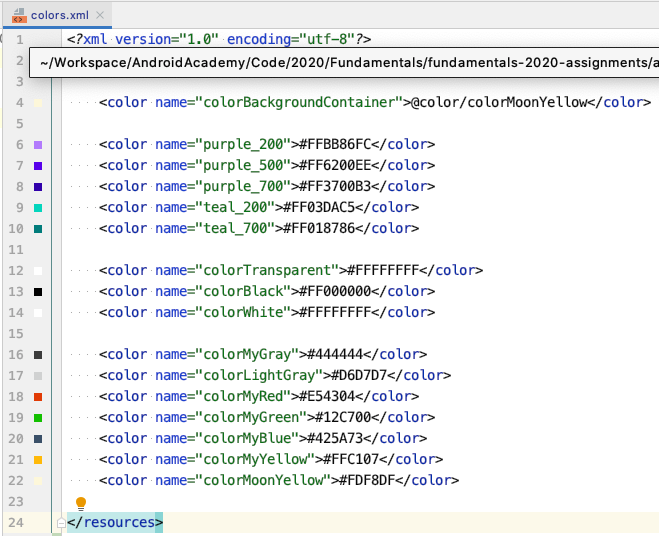 colors.xml
1 <?xml version="1.0" encoding="utf-8"?>
2 ~/Workspace/AndroidAcademy/Code/2020/Fundamentals/fundamentals-2020-assignments/a
3
4 <color name="colorBackgroundContainer">@color/colorMoonYellow</color>
5
6 <color name="purple_200">#FFBB86FC</color>
7 <color name="purple_500">#FF6200EE</color>
8 <color name="purple_700">#FF3700B3</color>
9 <color name="teal_200">#FF03DAC5</color>
10 <color name="teal_700">#FF018786</color>
11
12 <color name="colorTransparent">#FFFFFFFF</color>
13 <color name="colorBlack">#FF000000</color>
14 <color name="colorWhite">#FFFFFFFF</color>
15
16 <color name="colorMyGray">#444444</color>
17 <color name="colorLightGray">#D6D7D7</color>
18 <color name="colorMyRed">#E54304</color>
19 <color name="colorMyGreen">#12C700</color>
20 <color name="colorMyBlue">#425A73</color>
21 <color name="colorMyYellow">#FFC107</color>
22 <color name="colorMoonYellow">#FDF8DF</color>
23
24 </resources>